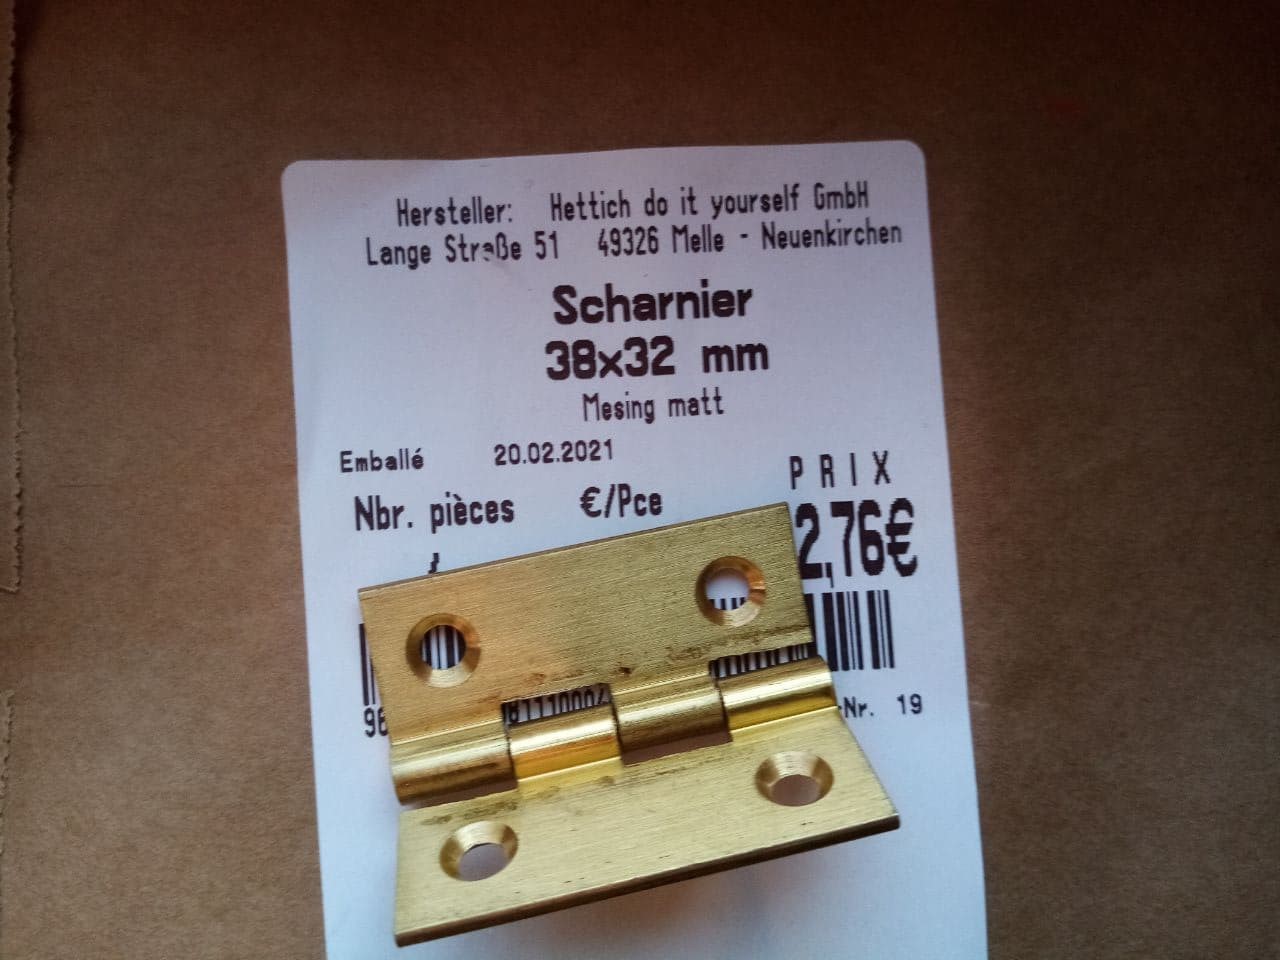 Hersteller: Hettich do it yourself GmbH
Lange Straße 51 49326 Melle - Neuenkirchen
Scharnier
38x32 mm
Mesing matt
Emballé 20.02.2021
PRIX
Nbr. pièces €/Pce
2,76€
-Nr. 19